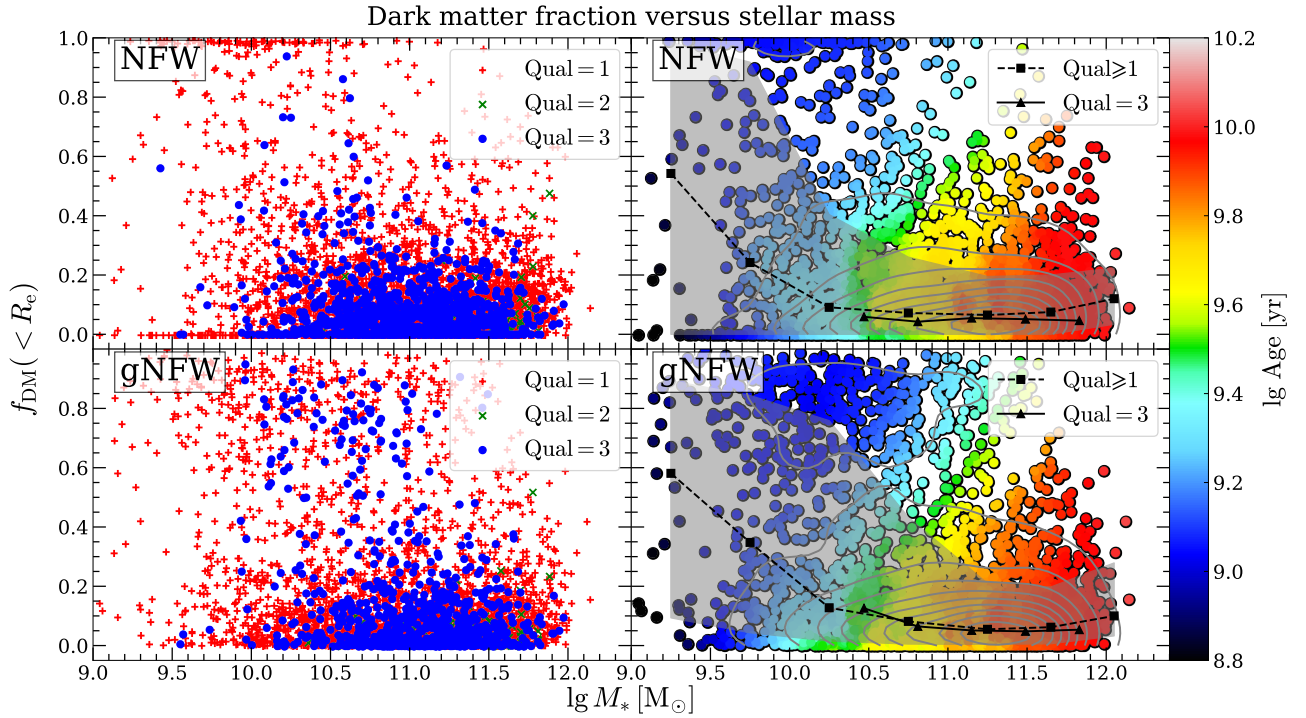 Dark matter fraction versus stellar mass
1.0
0.8
0.6
0.4
0.2
0.0
NFW
Qual = 1
Qual = 2
Qual = 3
NFW
Qual⩾1
Qual = 3
0.8
0.6
0.4
0.2
0.0
gNFW
Qual = 1
Qual = 2
Qual = 3
gNFW
Qual⩾1
Qual = 3
f_DM(< R_e)
9.0 9.5 10.0 10.5 11.0 11.5 12.0
9.0 9.5 10.0 10.5 11.0 11.5 12.0
lg M_* [M_⊙]
10.2
10.0
9.8
9.6
9.4
9.2
9.0
8.8
lg Age [yr]